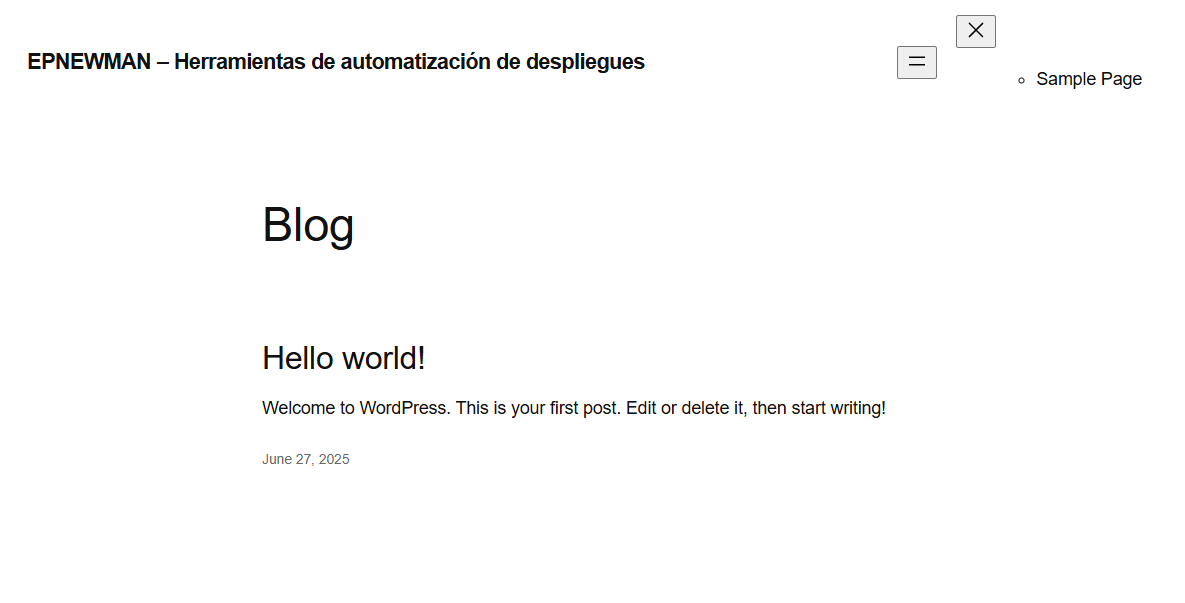 EPNEWMAN – Herramientas de automatización de despliegues
Sample Page
Blog
Hello world!
Welcome to WordPress. This is your first post. Edit or delete it, then start writing!
June 27, 2025